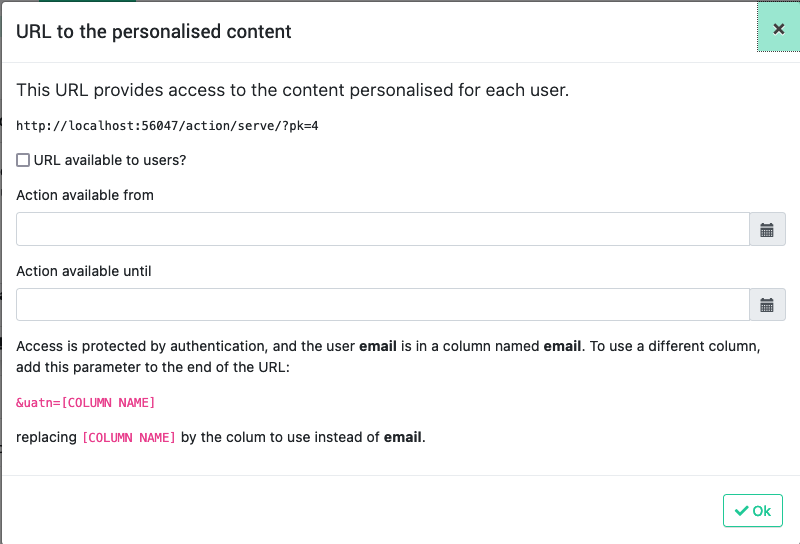 URL to the personalised content
This URL provides access to the content personalised for each user.
http://localhost:56047/action/serve/?pk=4
URL available to users?
Action available from
Action available until
Access is protected by authentication, and the user email is in a column named email. To use a different column,
add this parameter to the end of the URL:
&uatn=[COLUMN NAME]
replacing [COLUMN NAME] by the colum to use instead of email.
Ok